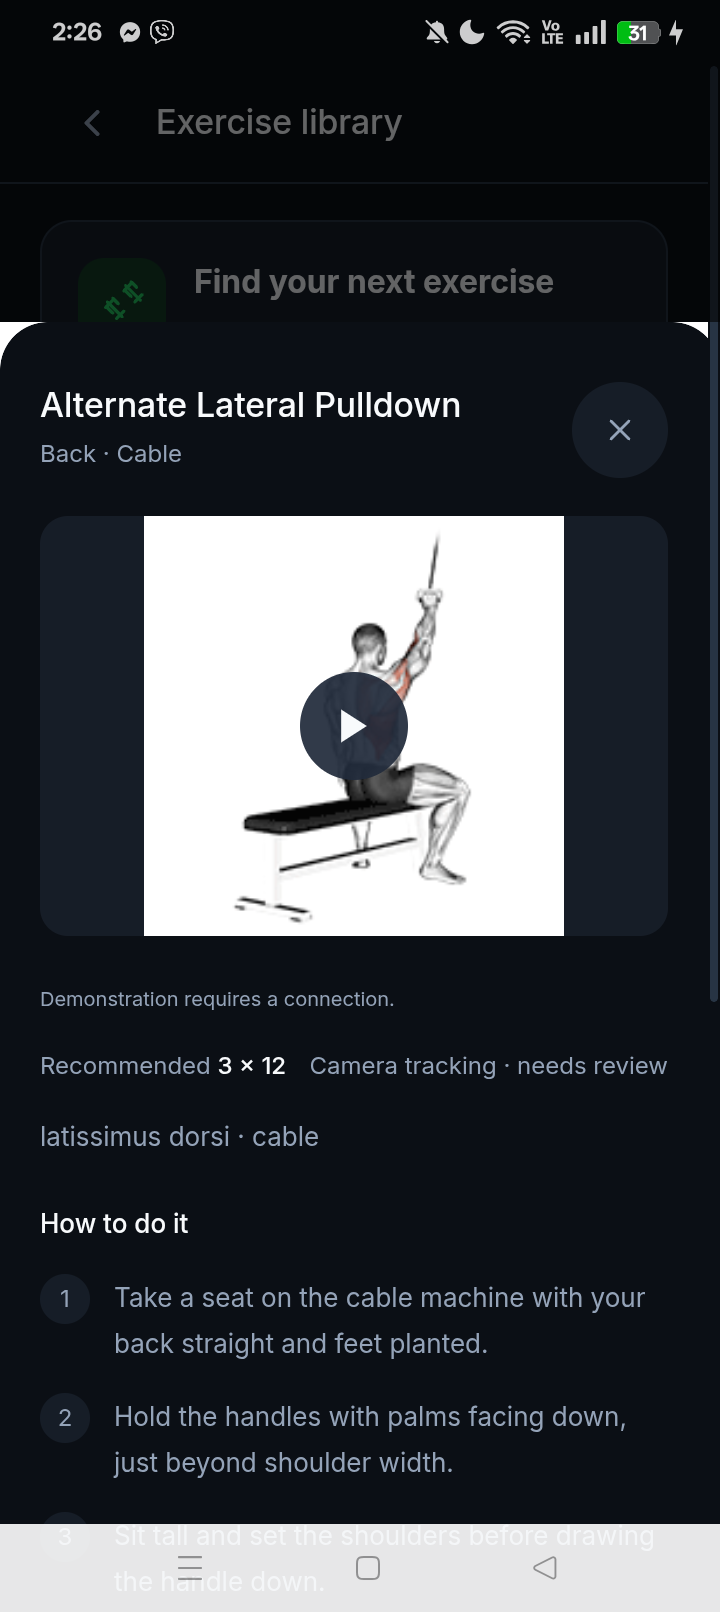 2:26
Vo
LTE
31
Exercise library
Find your next exercise
Alternate Lateral Pulldown
Back · Cable
Demonstration requires a connection.
Recommended 3 × 12 Camera tracking · needs review
latissimus dorsi · cable
How to do it
1 Take a seat on the cable machine with your
back straight and feet planted.
2 Hold the handles with palms facing down,
just beyond shoulder width.
3 Sit tall and set the shoulders before drawing
the handle down.